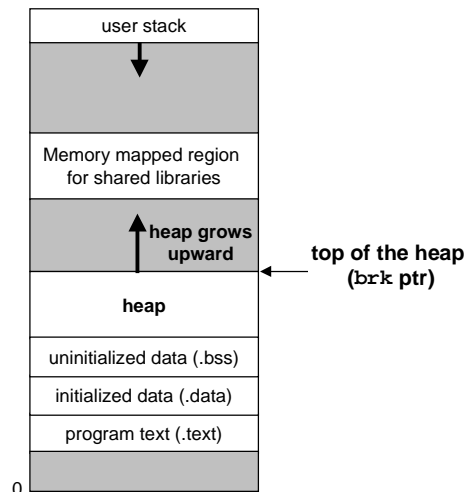 user stack
Memory mapped region
for shared libraries
heap grows
upward
top of the heap
(brk ptr)
heap
uninitialized data (.bss)
initialized data (.data)
program text (.text)
0